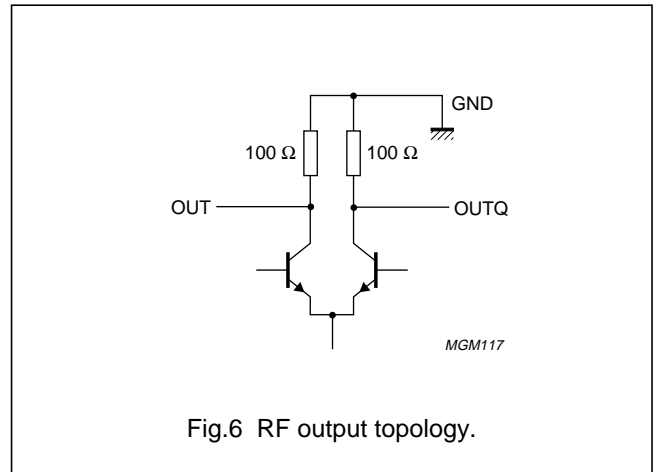 GND
100 Ω 100 Ω
OUT OUTQ
MGM117
Fig.6 RF output topology.